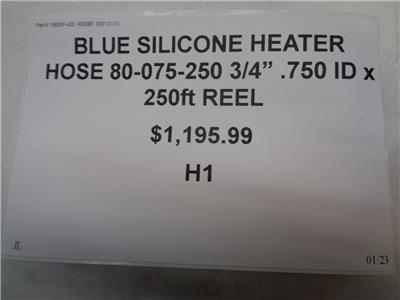 BLUE SILICONE HEATER
HOSE 80-075-250 3/4” .750 ID x
250ft REEL
$1,195.99
H1
JL
01/23